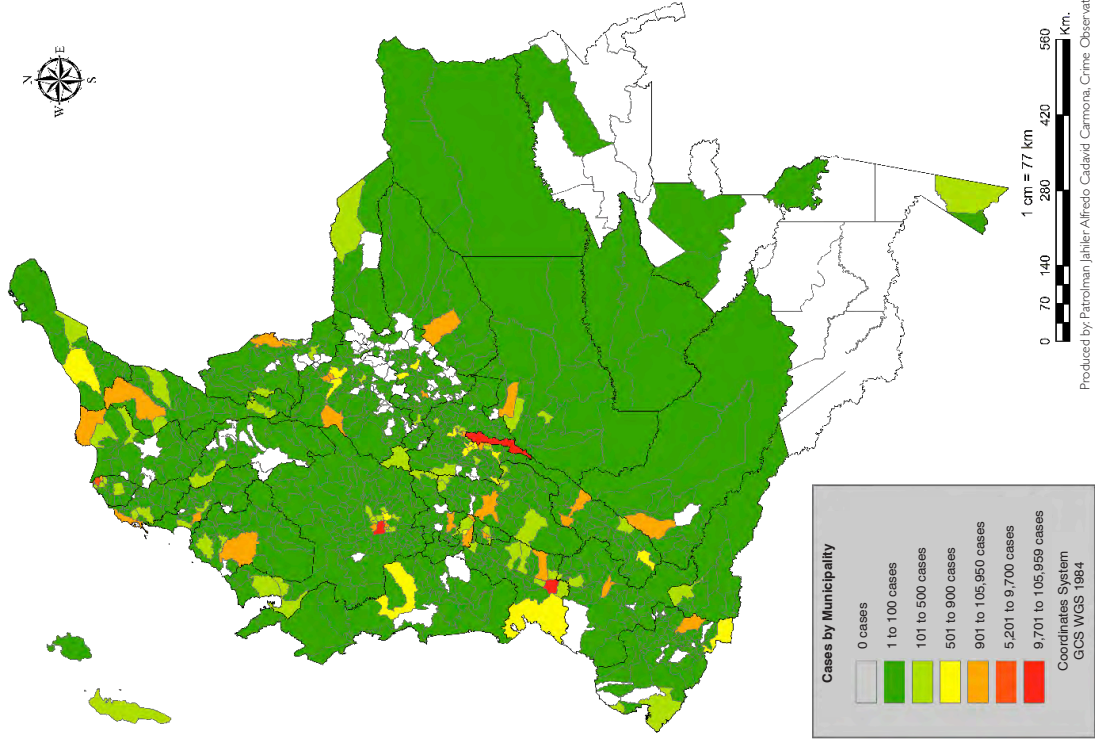 N
W E
S
Cases by Municipality
0 cases
1 to 100 cases
101 to 500 cases
501 to 900 cases
901 to 105,950 cases
5,201 to 9,700 cases
9,701 to 105,959 cases
Coordinates System
GCS WGS 1984
1 cm = 77 km
0 70 140 280 420 560
Km.
Produced by: Patrolman Jahiler Alfredo Cadavid Carmona, Crime Observat